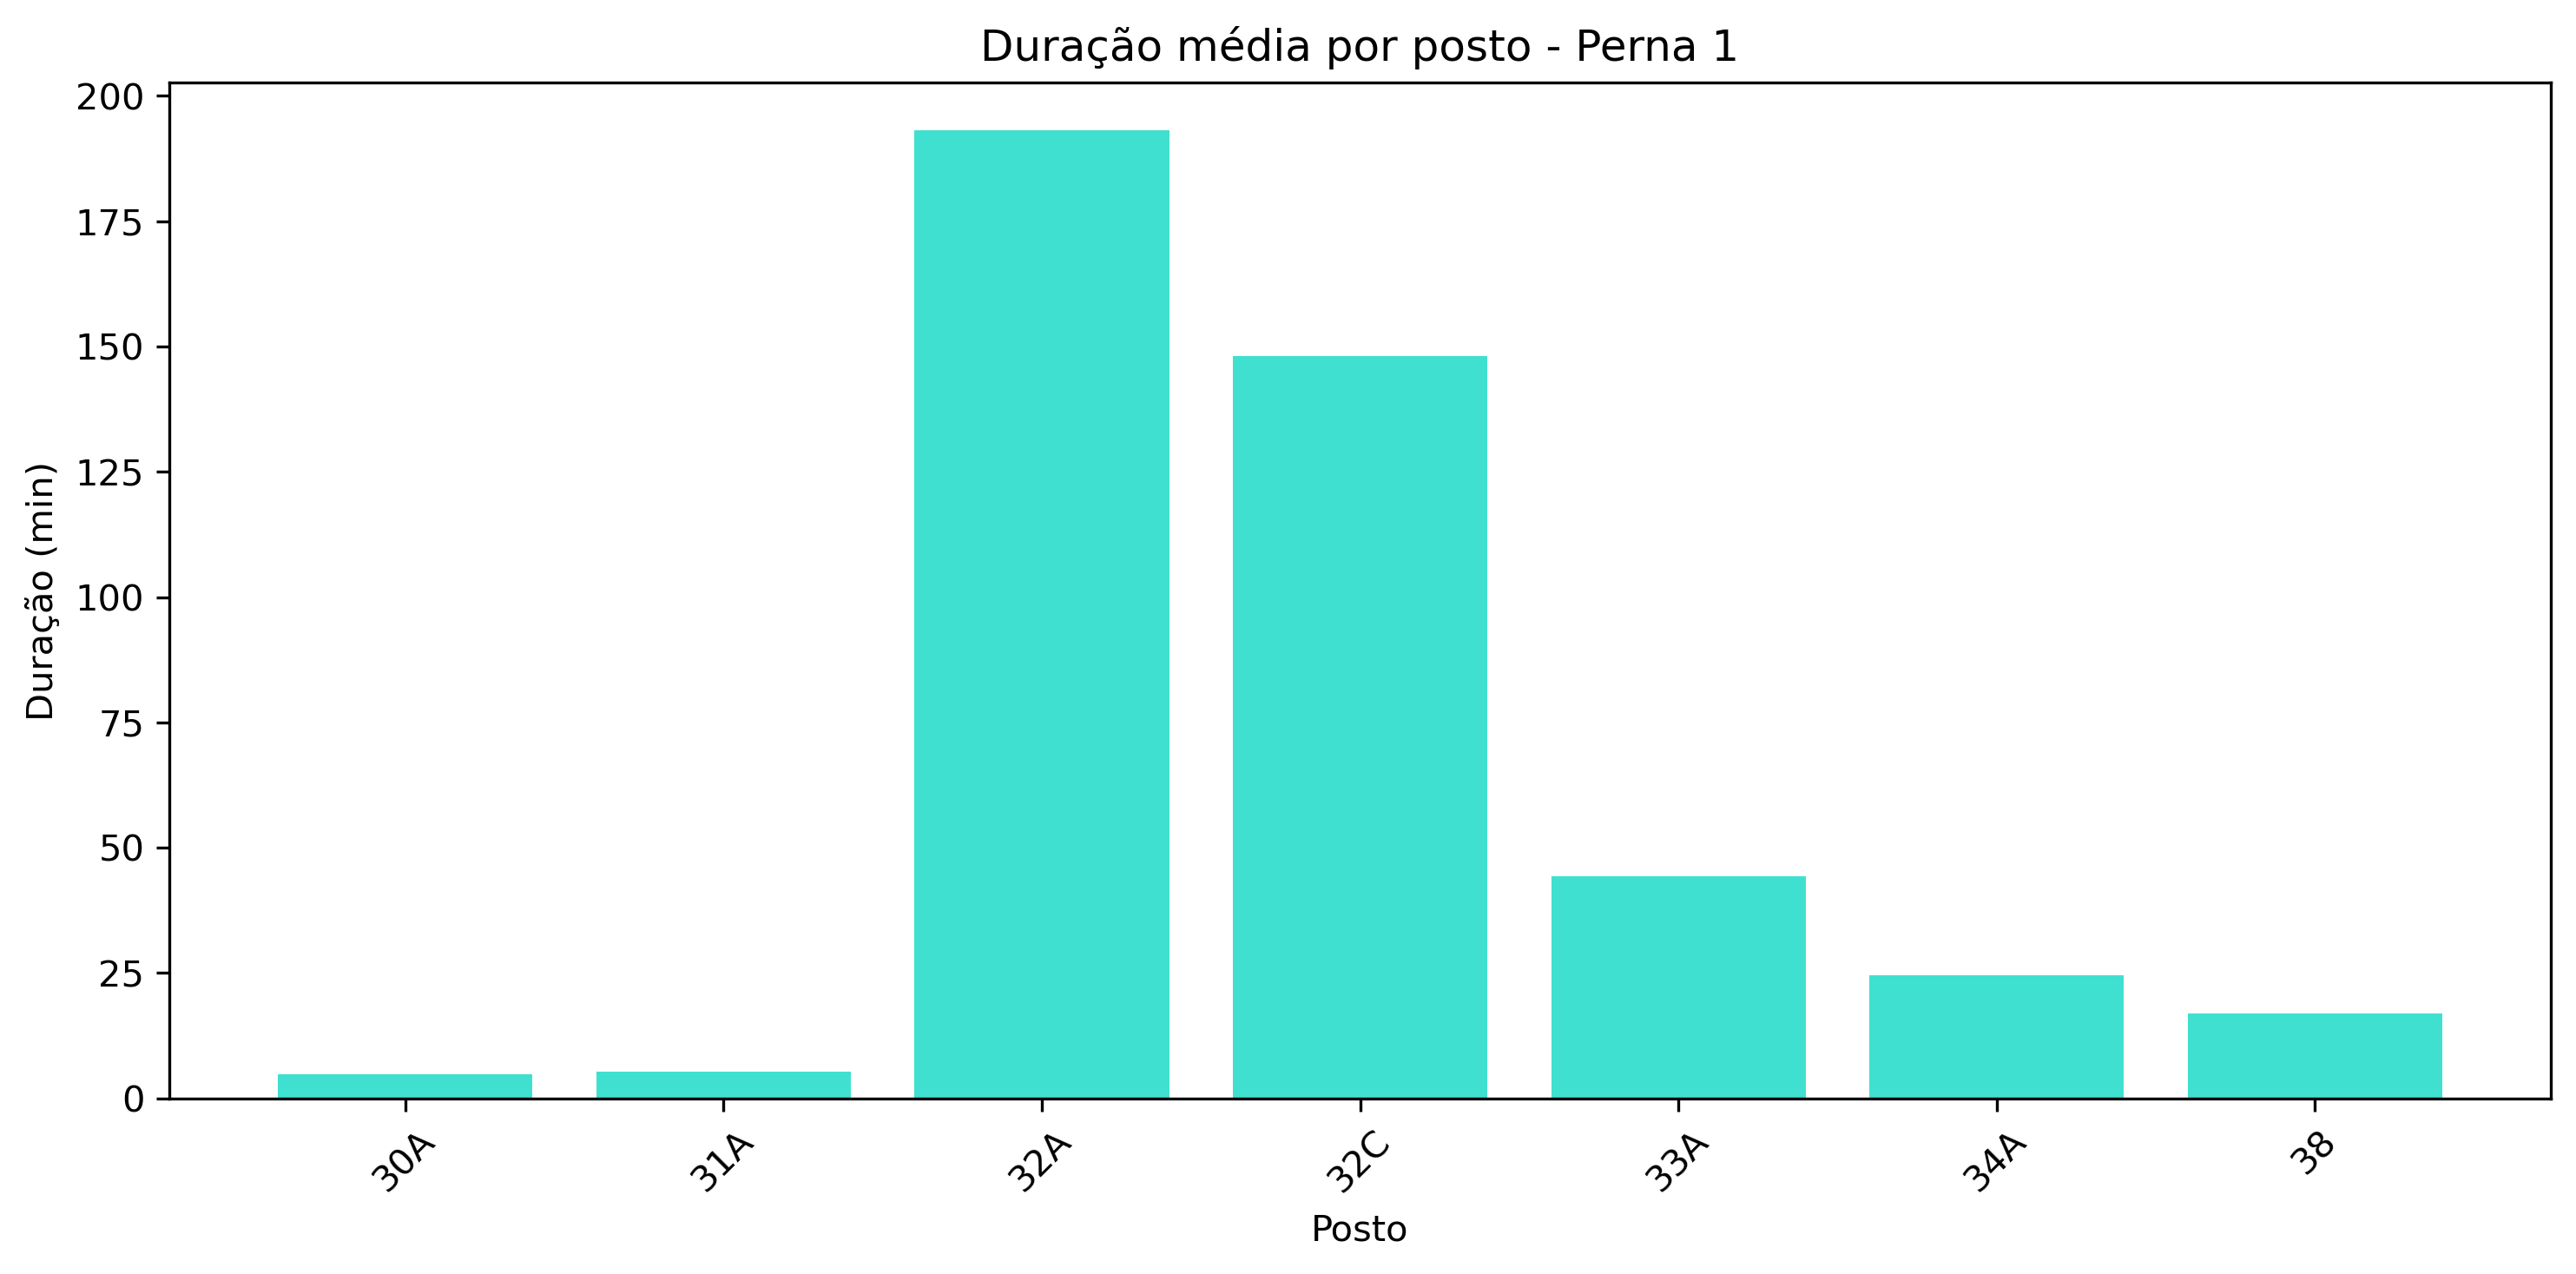 Duração média por posto - Perna 1
Duração (min)
200
175
150
125
100
75
50
25
0
30A
31A
32A
32C
33A
34A
38
Posto